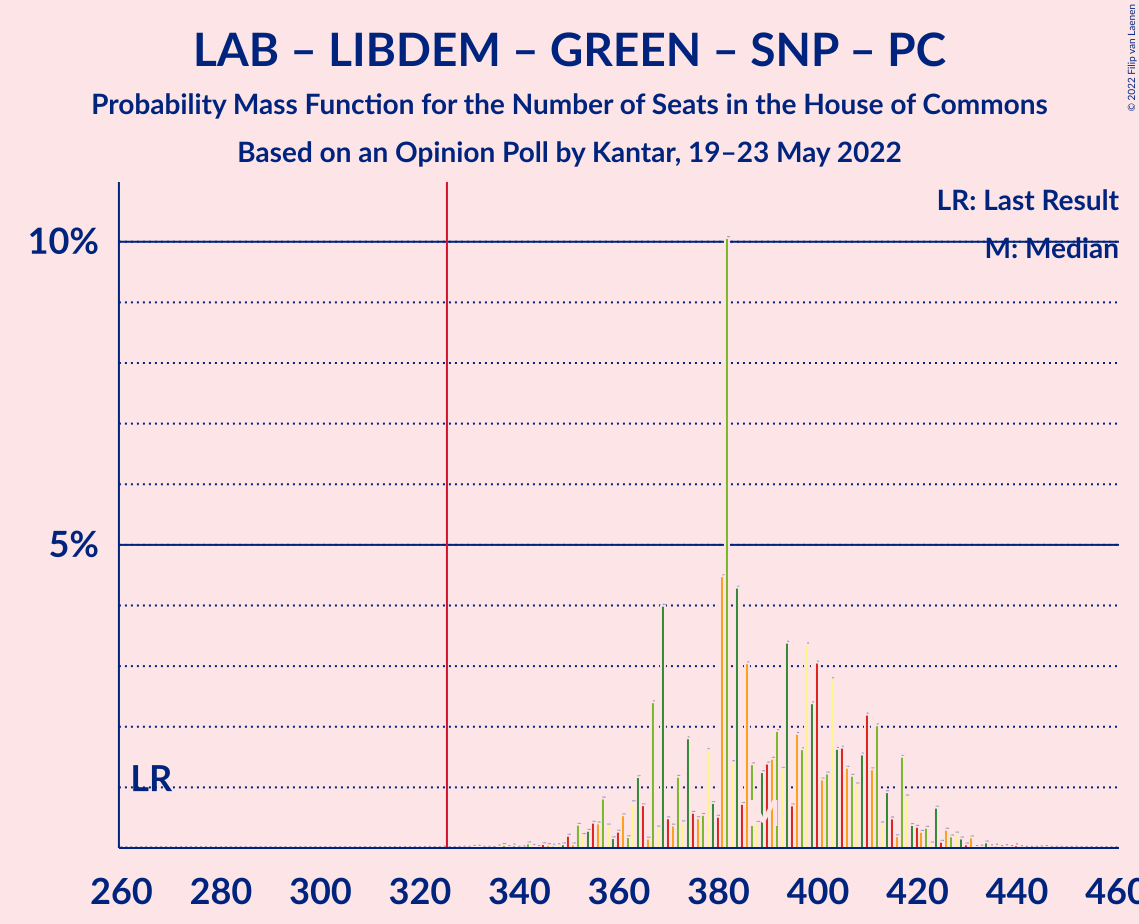 LAB – LIBDEM – GREEN – SNP – PC
Probability Mass Function for the Number of Seats in the House of Commons
Based on an Opinion Poll by Kantar, 19–23 May 2022
© 2022 Filip van Laenen
LR: Last Result
M: Median
10%
5%
LR
260 280 300 320 340 360 380 400 420 440 460